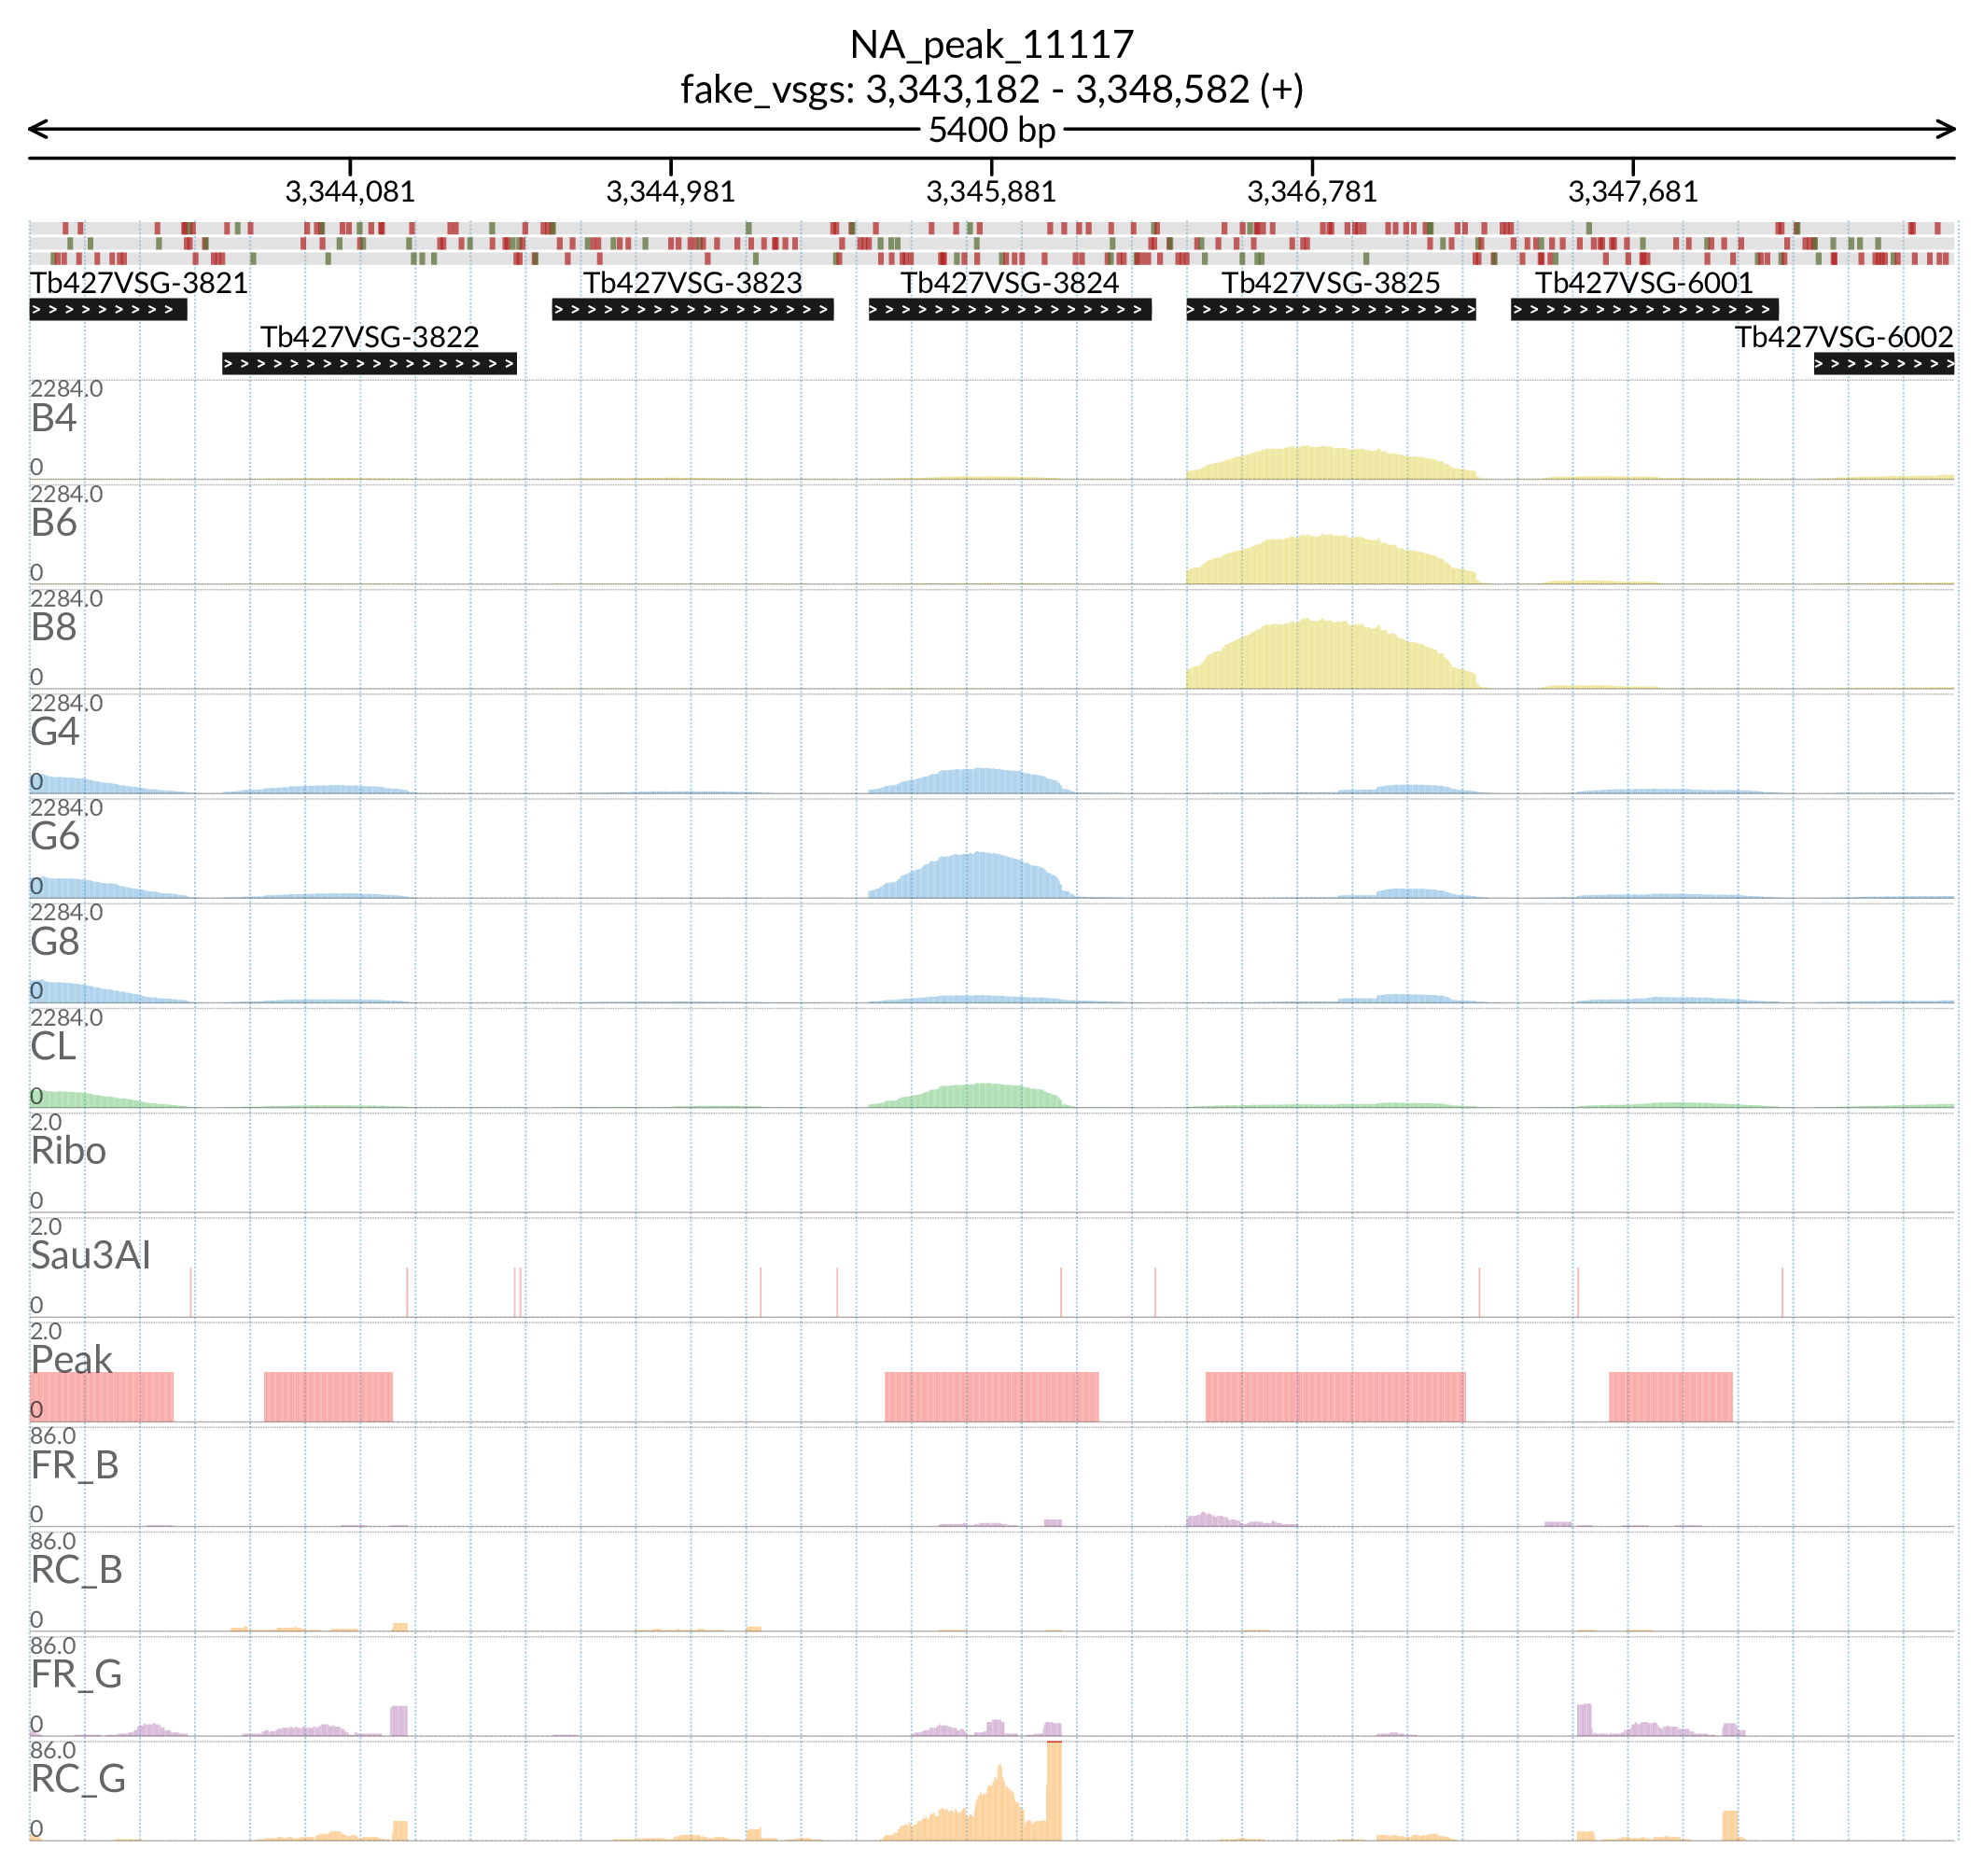 NA_peak_11117
fake_vsgs: 3,343,182 - 3,348,582 (+)
5400 bp
3,344,081 3,344,981 3,345,881 3,346,781 3,347,681
Tb427VSG-3821 Tb427VSG-3823 Tb427VSG-3824 Tb427VSG-3825 Tb427VSG-6001
Tb427VSG-3822 Tb427VSG-6002
2284.0
B4
0
2284.0
B6
0
2284.0
B8
0
2284.0
G4
0
2284.0
G6
0
2284.0
G8
0
2284.0
CL
0
2.0
Ribo
0
2.0
Sau3AI
0
2.0
Peak
0
86.0
FR_B
0
86.0
RC_B
0
86.0
FR_G
0
86.0
RC_G
0